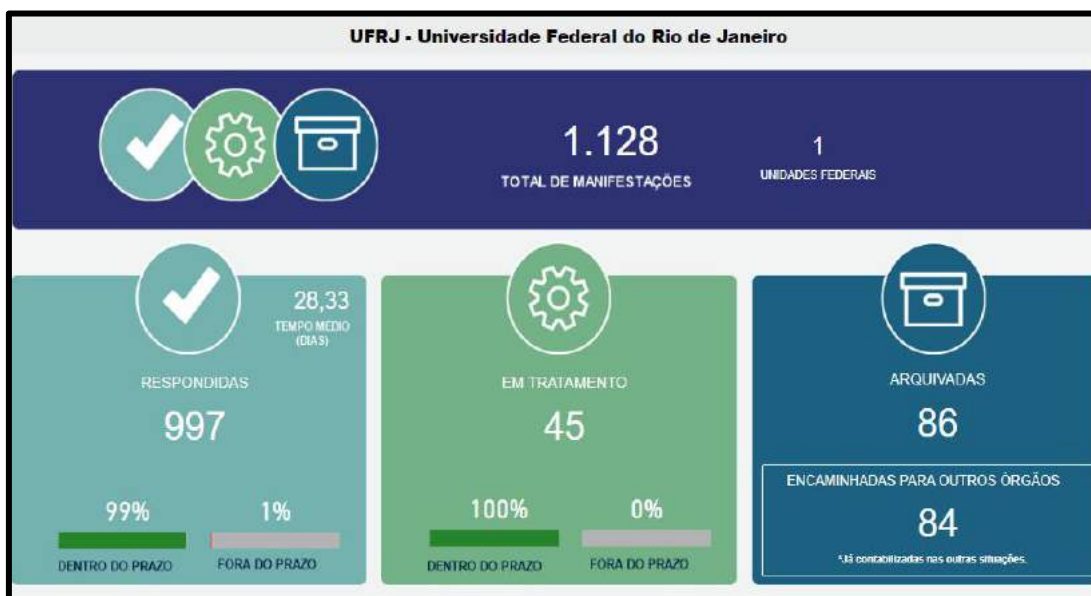 UFRJ - Universidade Federal do Rio de Janeiro
1.128
TOTAL DE MANIFESTAÇÕES
1
UNIDADES FEDERAIS
28,33
TEMPO MEDIO
(DIAS)
RESPONDIDAS
997
99%
1%
DENTRO DO PRAZO
FORA DO PRAZO
EM TRATAMENTO
45
100%
0%
DENTRO DO PRAZO
FORA DO PRAZO
ARQUIVADAS
86
ENCAMINHADAS PARA OUTROS ÓRGÃOS
84
*Já contabilizadas nas outras situações.